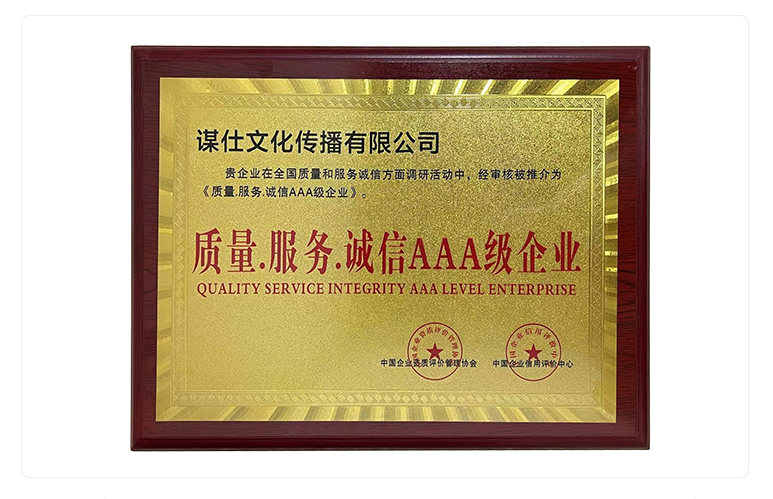 谋仕文化传播有限公司
贵企业在全国质量和服务诚信方面调研活动中，经审核被推介为
《质量.服务.诚信AAA级企业》。
质量.服务.诚信AAA级企业
QUALITY SERVICE INTEGRITY AAA LEVEL ENTERPRISE
中国企业资质评价管理协会 中国企业信用评价中心